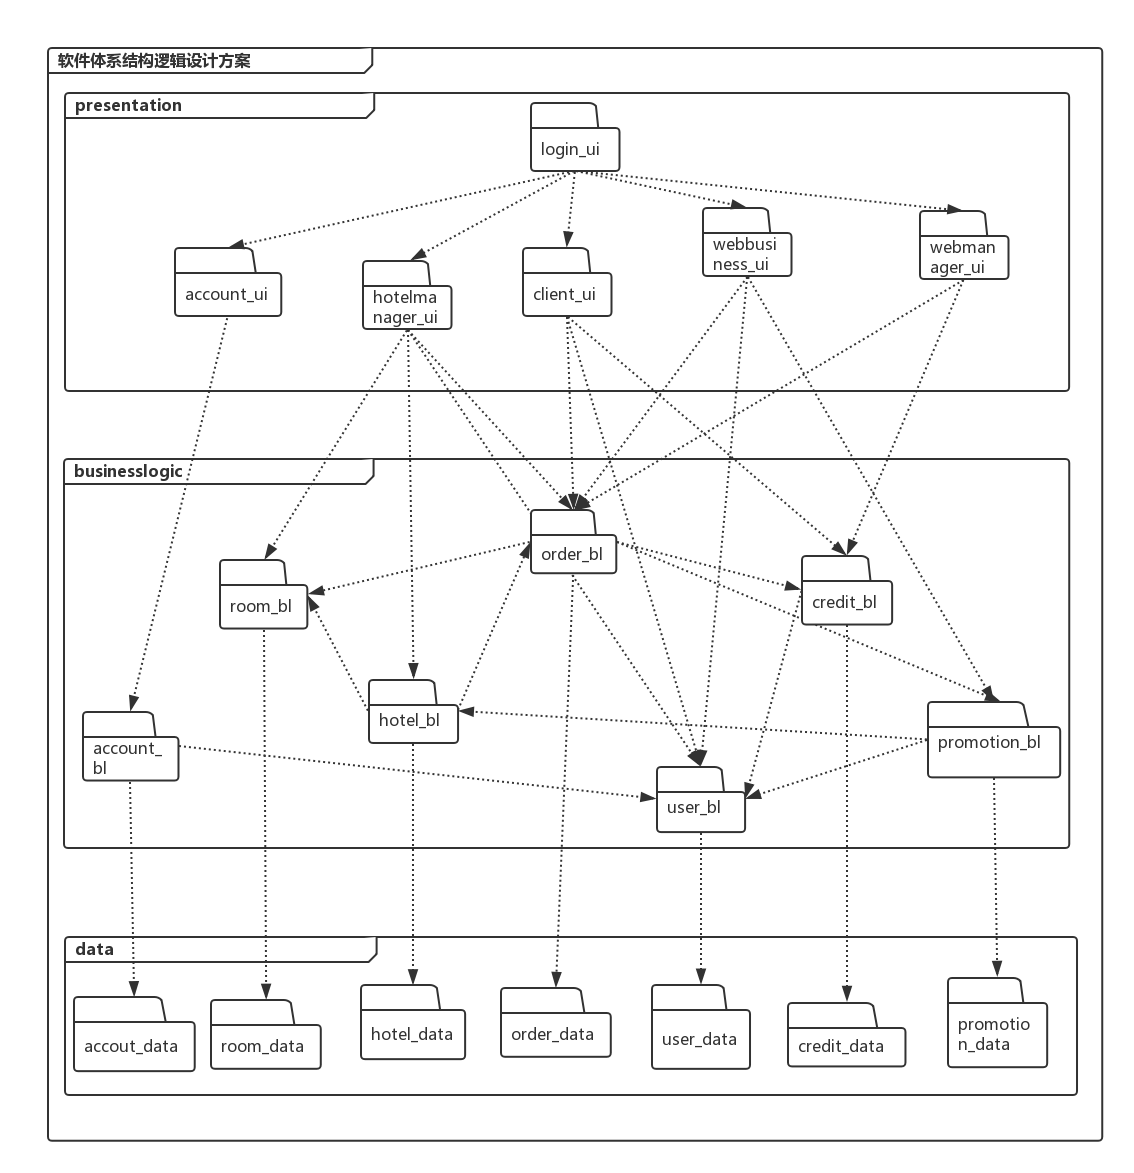 软件体系结构逻辑设计方案
presentation
login_ui
account_ui
hotelma
nager_ui
client_ui
webbusi
ness_ui
webman
ager_ui
businesslogic
order_bl
room_bl
credit_bl
hotel_bl
account_
bl
promotion_bl
user_bl
data
accout_data
room_data
hotel_data
order_data
user_data
credit_data
promotio
n_data